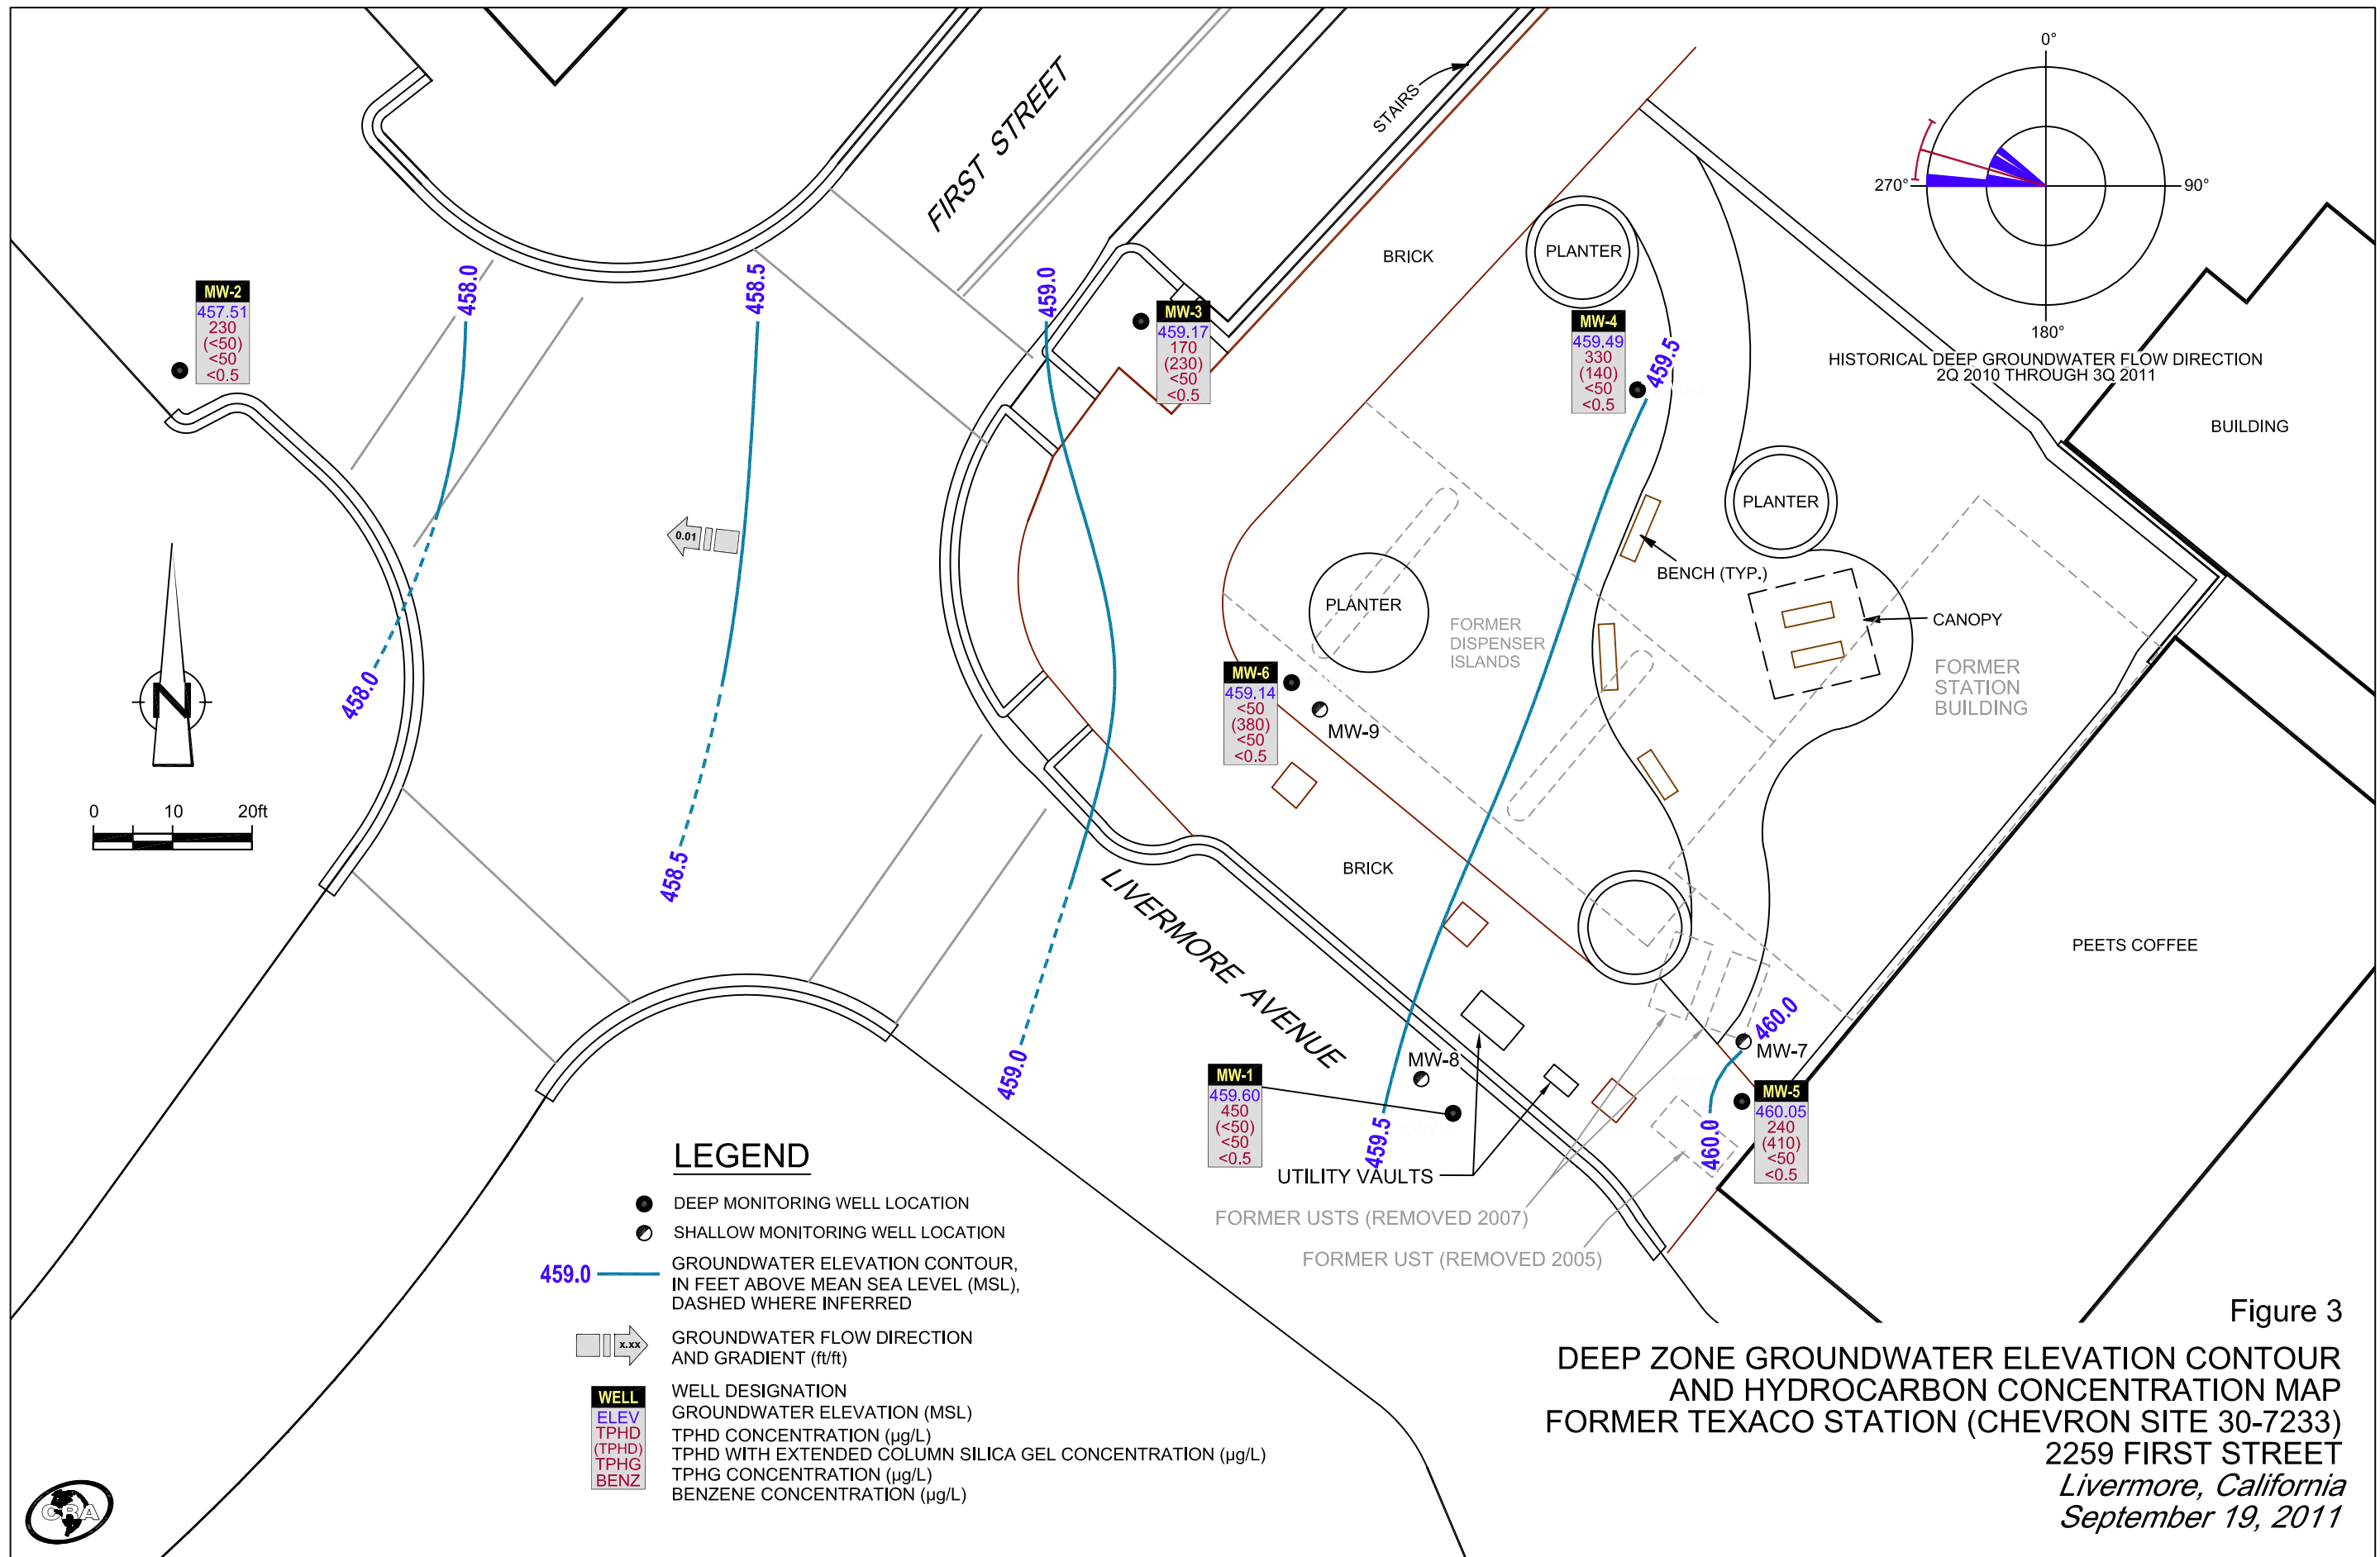 0°
270°
90°
180°
HISTORICAL DEEP GROUNDWATER FLOW DIRECTION
2Q 2010 THROUGH 3Q 2011
FIRST STREET
STAIRS
BRICK
PLANTER
BUILDING
MW-2
457.51
230
(<50)
<50
<0.5
458.0
458.5
459.0
MW-3
459.17
170
(230)
<50
<0.5
MW-4
459.49
330
(140)
<50
<0.5
459.5
PLANTER
0.01
BENCH (TYP.)
PLANTER
FORMER
DISPENSER
ISLANDS
CANOPY
FORMER
STATION
BUILDING
MW-6
459.14
<50
(380)
<50
<0.5
MW-9
N
458.0
0 10 20ft
458.5
BRICK
LIVERMORE AVENUE
PEETS COFFEE
459.0
460.0
MW-7
MW-8
MW-1
459.60
450
(<50)
<50
<0.5
459.5
460.0
MW-5
460.05
240
(410)
<50
<0.5
UTILITY VAULTS
FORMER USTS (REMOVED 2007)
FORMER UST (REMOVED 2005)
LEGEND
DEEP MONITORING WELL LOCATION
SHALLOW MONITORING WELL LOCATION
459.0
GROUNDWATER ELEVATION CONTOUR,
IN FEET ABOVE MEAN SEA LEVEL (MSL),
DASHED WHERE INFERRED
x.xx
GROUNDWATER FLOW DIRECTION
AND GRADIENT (ft/ft)
WELL
ELEV
TPHD
(TPHD)
TPHG
BENZ
WELL DESIGNATION
GROUNDWATER ELEVATION (MSL)
TPHD CONCENTRATION (µg/L)
TPHD WITH EXTENDED COLUMN SILICA GEL CONCENTRATION (µg/L)
TPHG CONCENTRATION (µg/L)
BENZENE CONCENTRATION (µg/L)
CRA
Figure 3
DEEP ZONE GROUNDWATER ELEVATION CONTOUR
AND HYDROCARBON CONCENTRATION MAP
FORMER TEXACO STATION (CHEVRON SITE 30-7233)
2259 FIRST STREET
Livermore, California
September 19, 2011